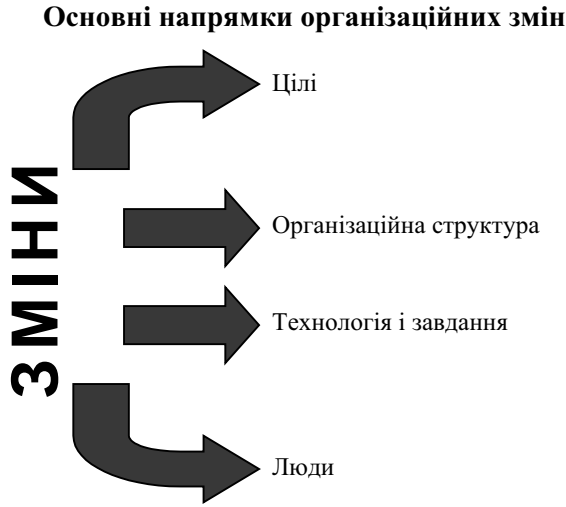 Основні напрямки організаційних змін
ЗМІНИ
Цілі
Організаційна структура
Технологія і завдання
Люди